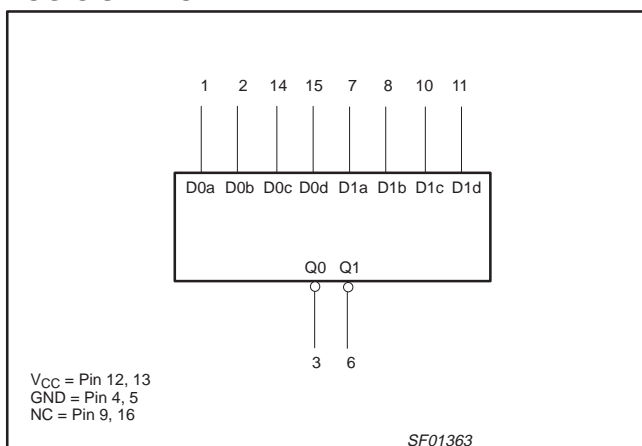 1 2 14 15 7 8 10 11
D0a D0b D0c D0d D1a D1b D1c D1d
Q0 Q1
3 6
VCC = Pin 12, 13
GND = Pin 4, 5
NC = Pin 9, 16
SF01363